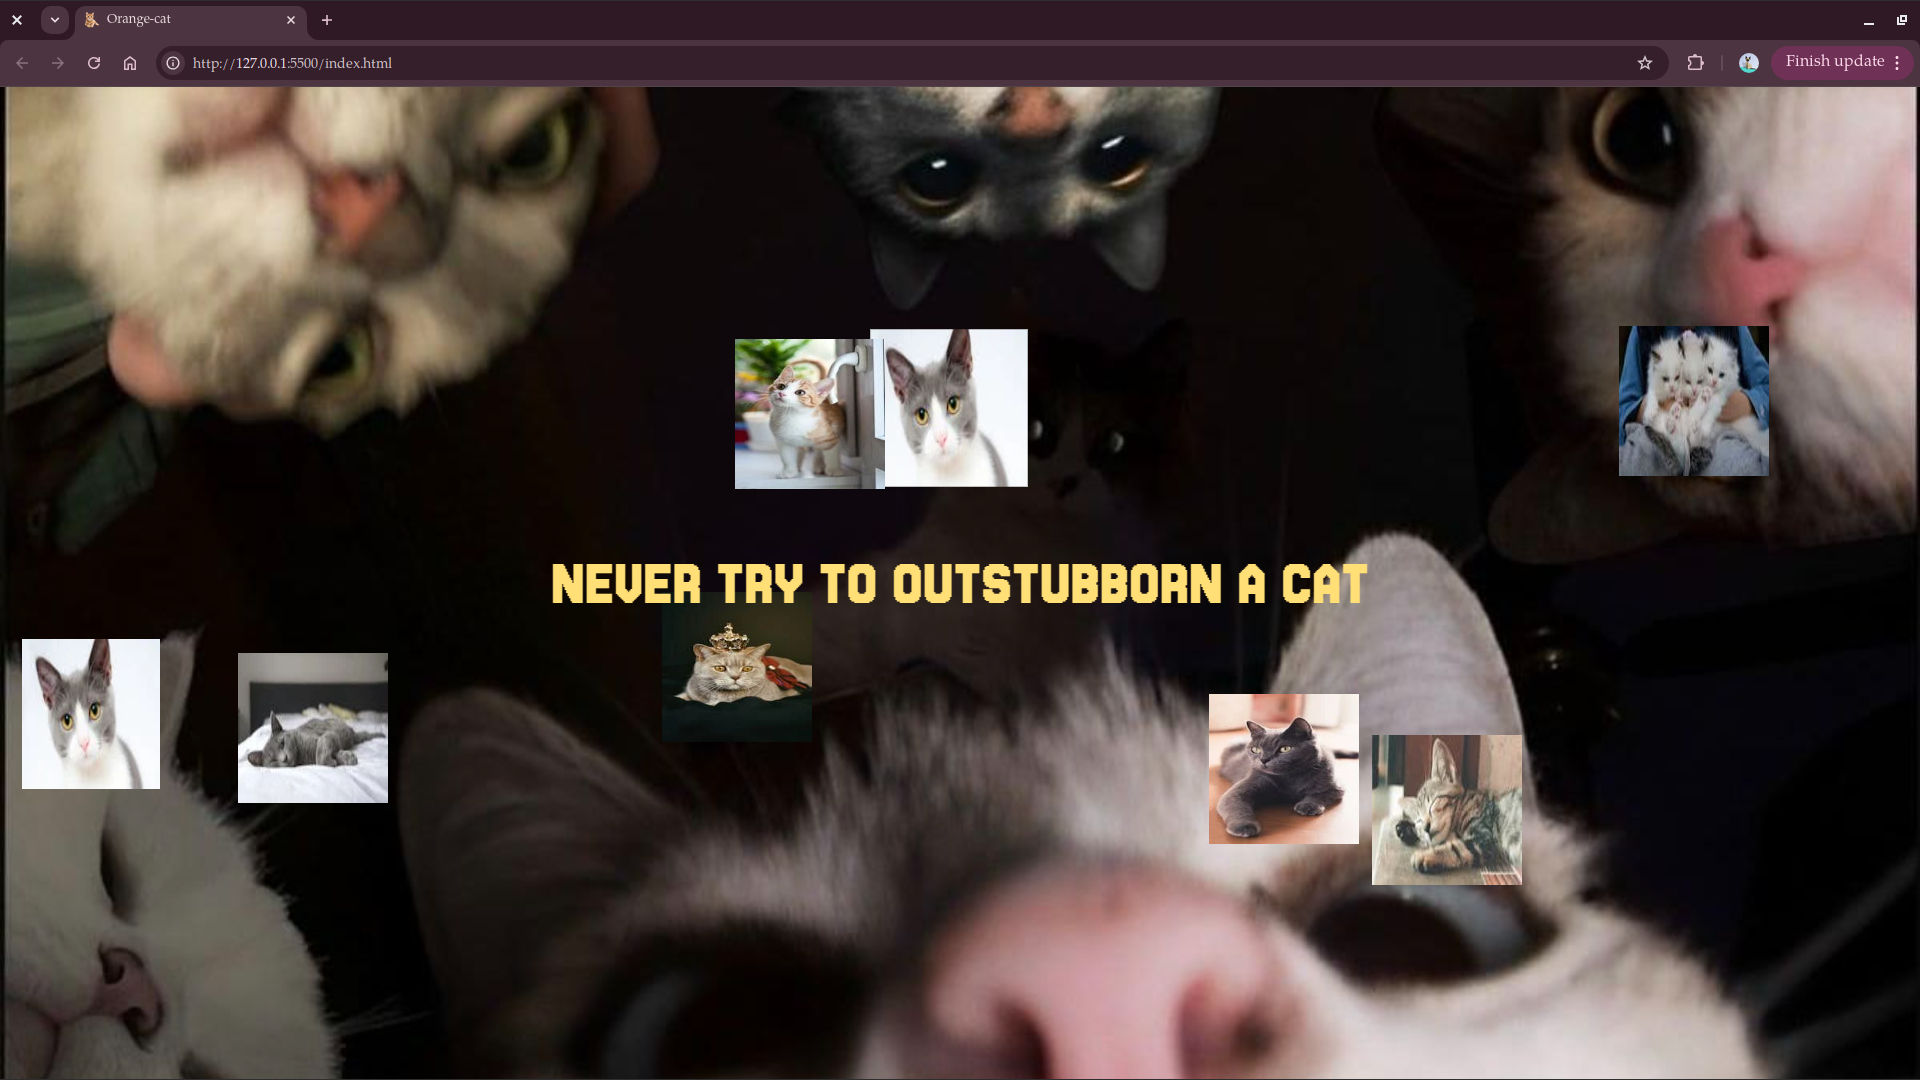 Orange-cat
http://127.0.0.1:5500/index.html
Finish update
NEVER TRY TO OUTSTUBBORN A CAT